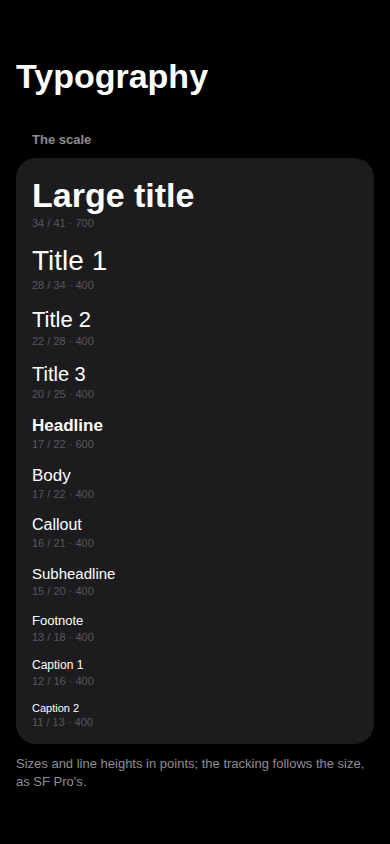 Typography
The scale
Large title
34 / 41 · 700
Title 1
28 / 34 · 400
Title 2
22 / 28 · 400
Title 3
20 / 25 · 400
Headline
17 / 22 · 600
Body
17 / 22 · 400
Callout
16 / 21 · 400
Subheadline
15 / 20 · 400
Footnote
13 / 18 · 400
Caption 1
12 / 16 · 400
Caption 2
11 / 13 · 400
Sizes and line heights in points; the tracking follows the size,
as SF Pro's.